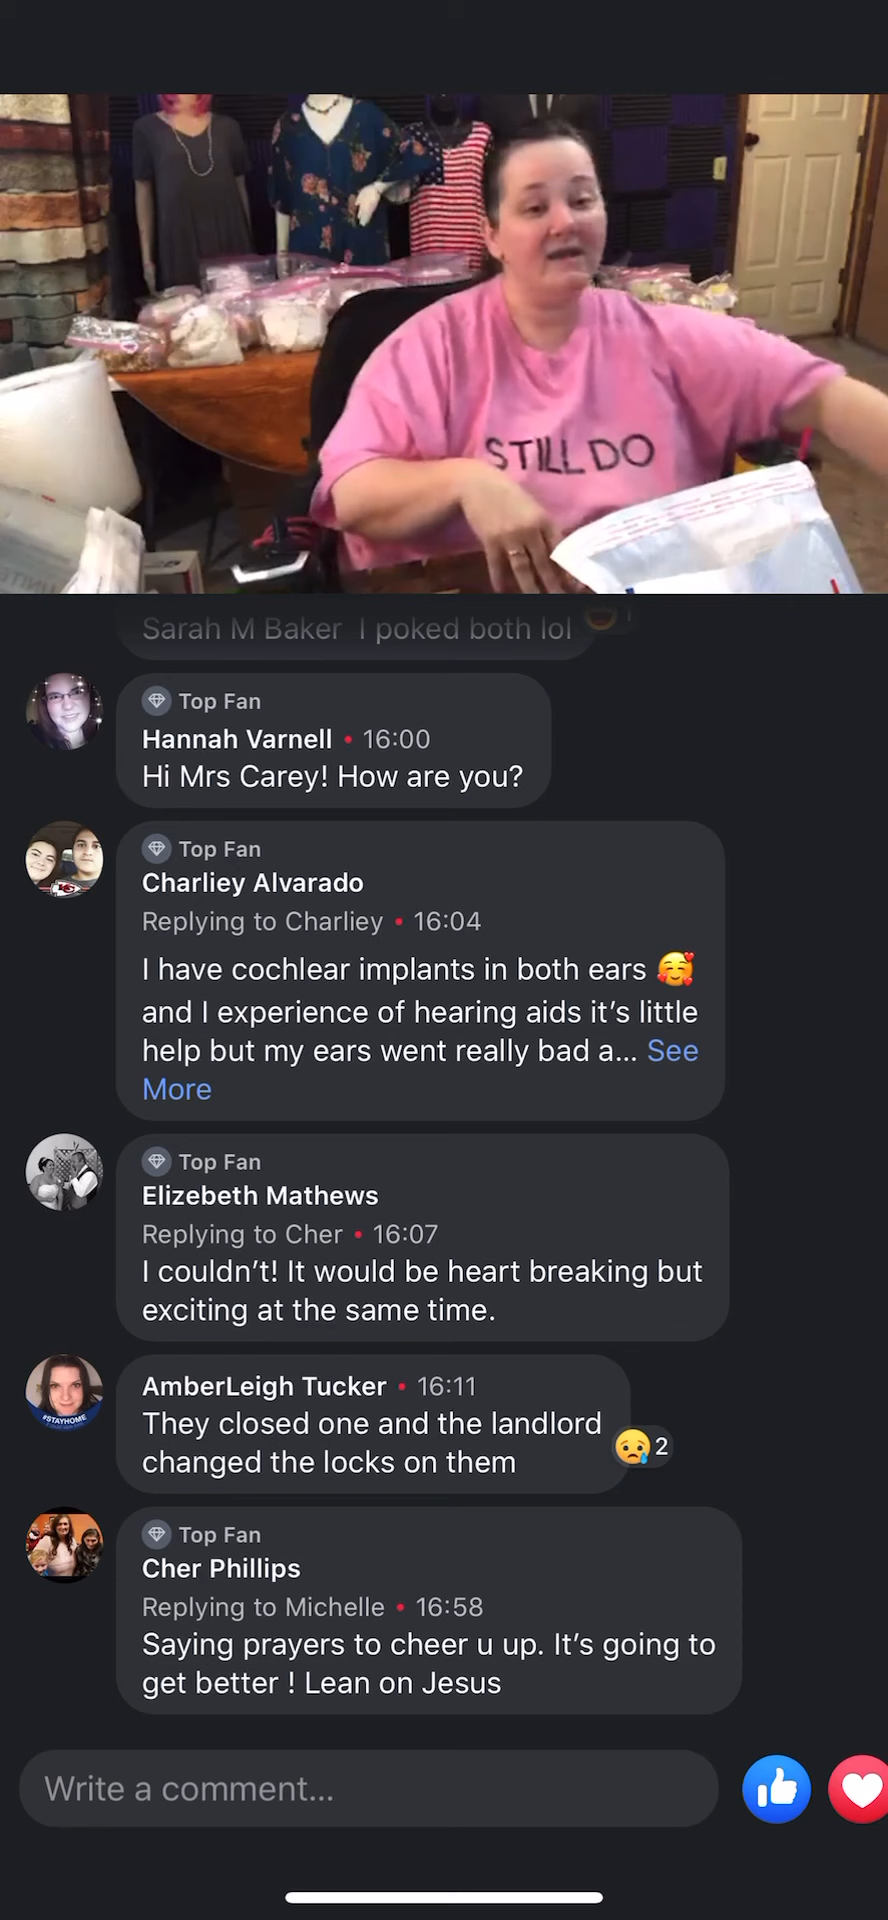 STILL DO
Sarah M Baker I poked both lol
Top Fan
Hannah Varnell • 16:00
Hi Mrs Carey! How are you?
Top Fan
Charliey Alvarado
Replying to Charliey • 16:04
I have cochlear implants in both ears 🥰
and I experience of hearing aids it’s little
help but my ears went really bad a... See
More
Top Fan
Elizebeth Mathews
Replying to Cher • 16:07
I couldn’t! It would be heart breaking but
exciting at the same time.
#STAYHOME
AmberLeigh Tucker • 16:11
They closed one and the landlord
changed the locks on them
😢 2
Top Fan
Cher Phillips
Replying to Michelle • 16:58
Saying prayers to cheer u up. It’s going to
get better ! Lean on Jesus
Write a comment...